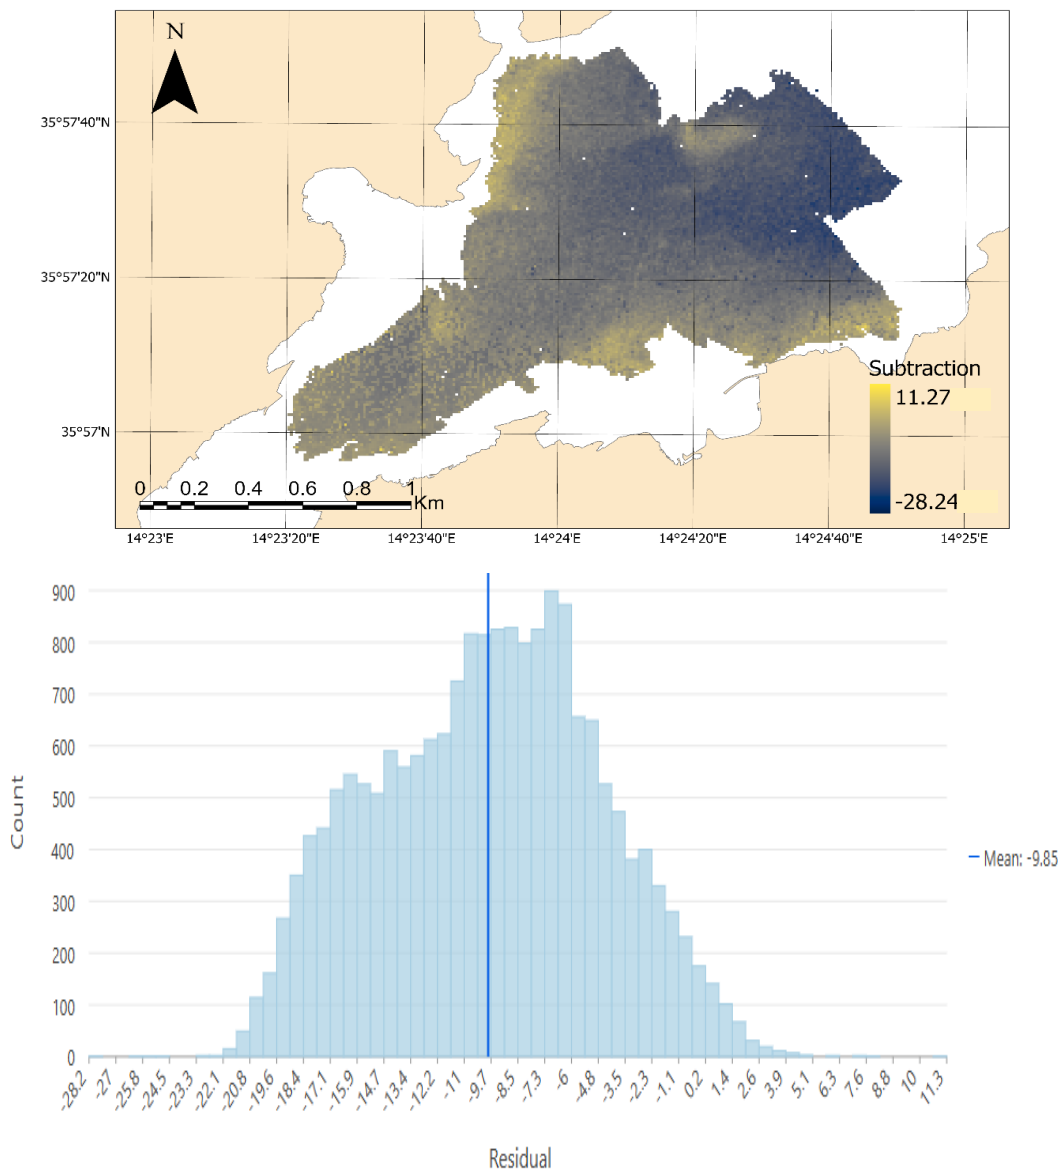 N
35°57'40"N
35°57'20"N
35°57'N
Subtraction
11.27
-28.24
0 0.2 0.4 0.6 0.8 1
Km
14°23'E 14°23'20"E 14°23'40"E 14°24'E 14°24'20"E 14°24'40"E 14°25'E
900
800
700
600
500
400
300
200
100
0
Count
Mean: -9.85
-28.2 -27 -25.8 -24.5 -23.3 -22.1 -20.8 -19.6 -18.4 -17.1 -15.9 -14.7 -13.4 -12.2 -11 -9.7 -8.5 -7.3 -6 -4.8 -3.5 -2.3 -1.1 0.2 1.4 2.6 3.9 5.1 6.3 7.6 8.8 10 11.3
Residual